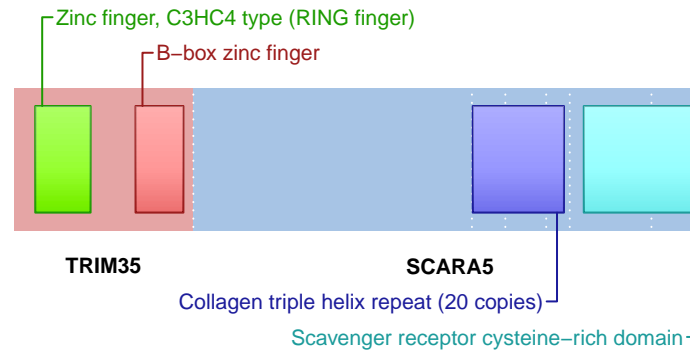 Zinc finger, C3HC4 type (RING finger)
B−box zinc finger
TRIM35
SCARA5
Collagen triple helix repeat (20 copies)
Scavenger receptor cysteine−rich domain